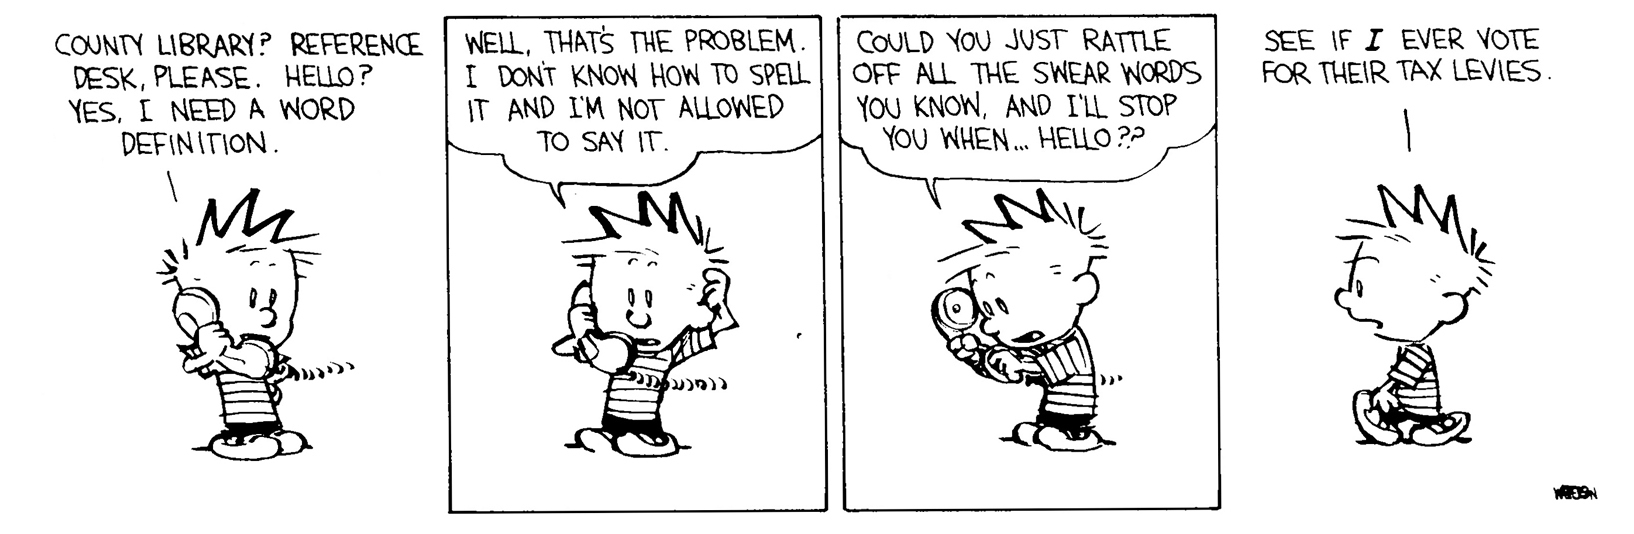 COUNTY LIBRARY? REFERENCE
DESK, PLEASE. HELLO?
YES, I NEED A WORD
DEFINITION.
WELL, THAT'S THE PROBLEM.
I DON'T KNOW HOW TO SPELL
IT AND I'M NOT ALLOWED
TO SAY IT.
COULD YOU JUST RATTLE
OFF ALL THE SWEAR WORDS
YOU KNOW, AND I'LL STOP
YOU WHEN... HELLO??
SEE IF I EVER VOTE
FOR THEIR TAX LEVIES.